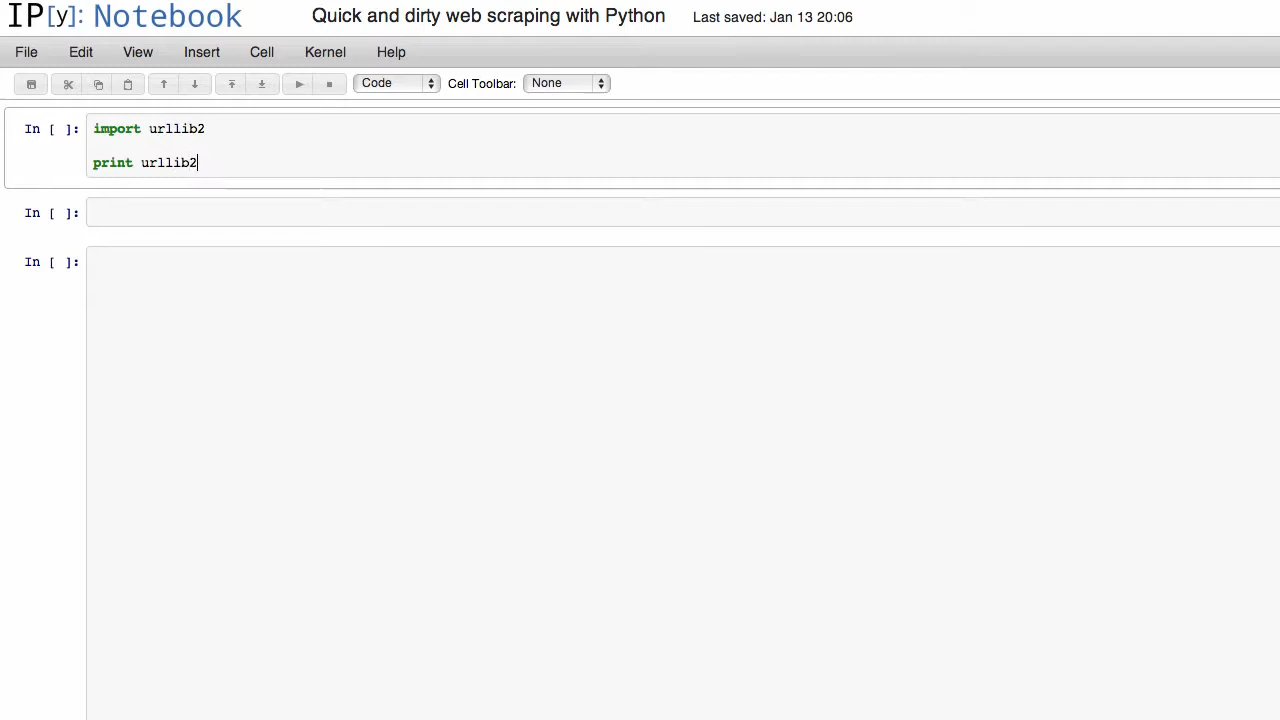 IP[y]: Notebook Quick and dirty web scraping with Python Last saved: Jan 13 20:06
File Edit View Insert Cell Kernel Help
Code Cell Toolbar: None
In [ ]: import urllib2
print urllib2
In [ ]:
In [ ]: